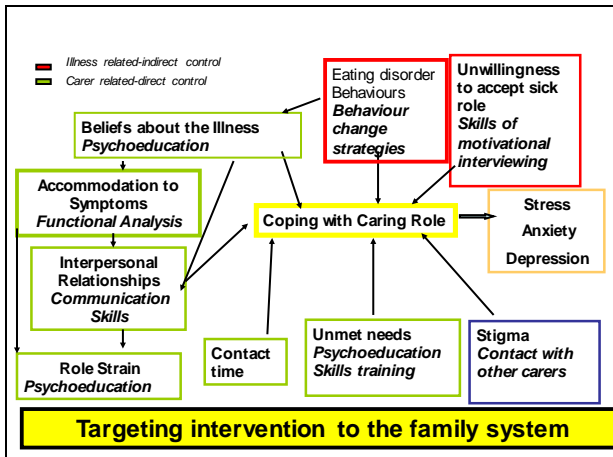 Illness related-indirect control
Carer related-direct control
Eating disorder
Behaviours
Behaviour
change
strategies
Unwillingness
to accept sick
role
Skills of
motivational
interviewing
Beliefs about the Illness
Psychoeducation
Accommodation to
Symptoms
Functional Analysis
Coping with Caring Role
Stress
Anxiety
Depression
Interpersonal
Relationships
Communication
Skills
Role Strain
Psychoeducation
Contact
time
Unmet needs
Psychoeducation
Skills training
Stigma
Contact with
other carers
Targeting intervention to the family system